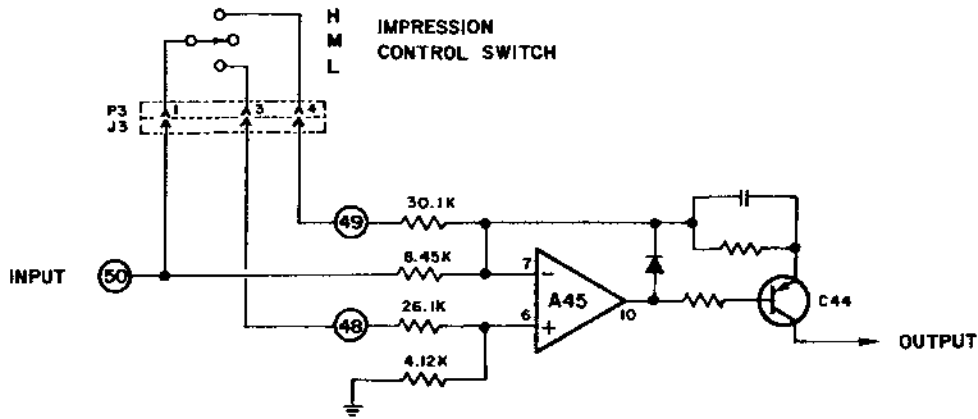 H
M
L
IMPRESSION
CONTROL SWITCH
P3
J3
1
3
4
49
30.1K
INPUT
50
8.45K
7
-
A45
10
6
+
48
26.1K
4.12K
C44
OUTPUT